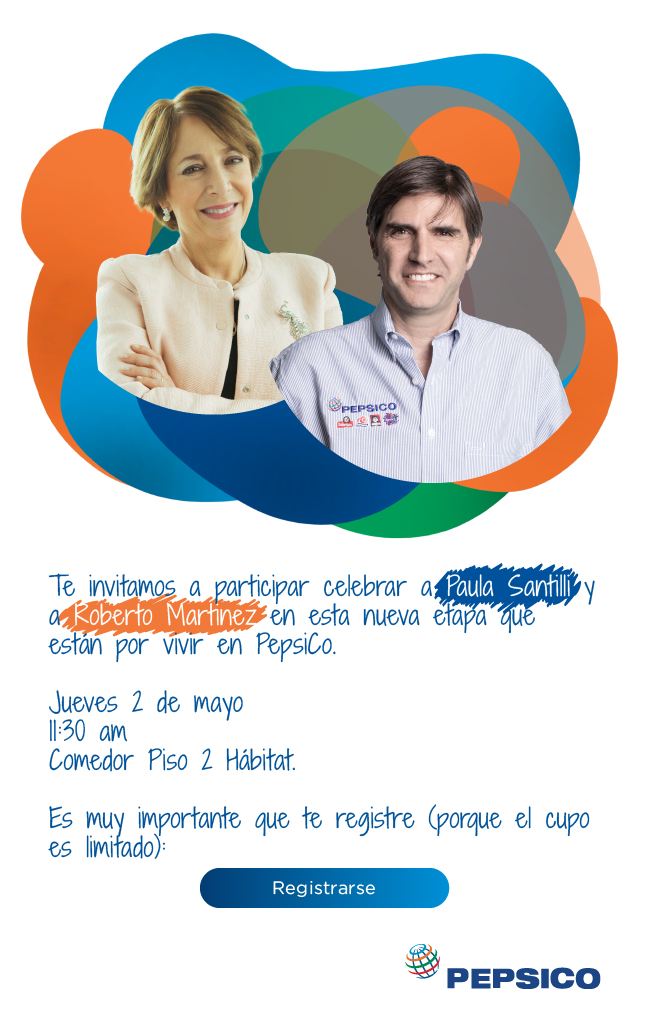 PEPSICO
Te invitamos a participar celebrar a Paula Santilli y
a Roberto Martinez en esta nueva etapa que
están por vivir en PepsiCo.
Jueves 2 de mayo
11:30 am
Comedor Piso 2 Hábitat.
Es muy importante que te registre (porque el cupo
es limitado):
Registrarse
PEPSICO